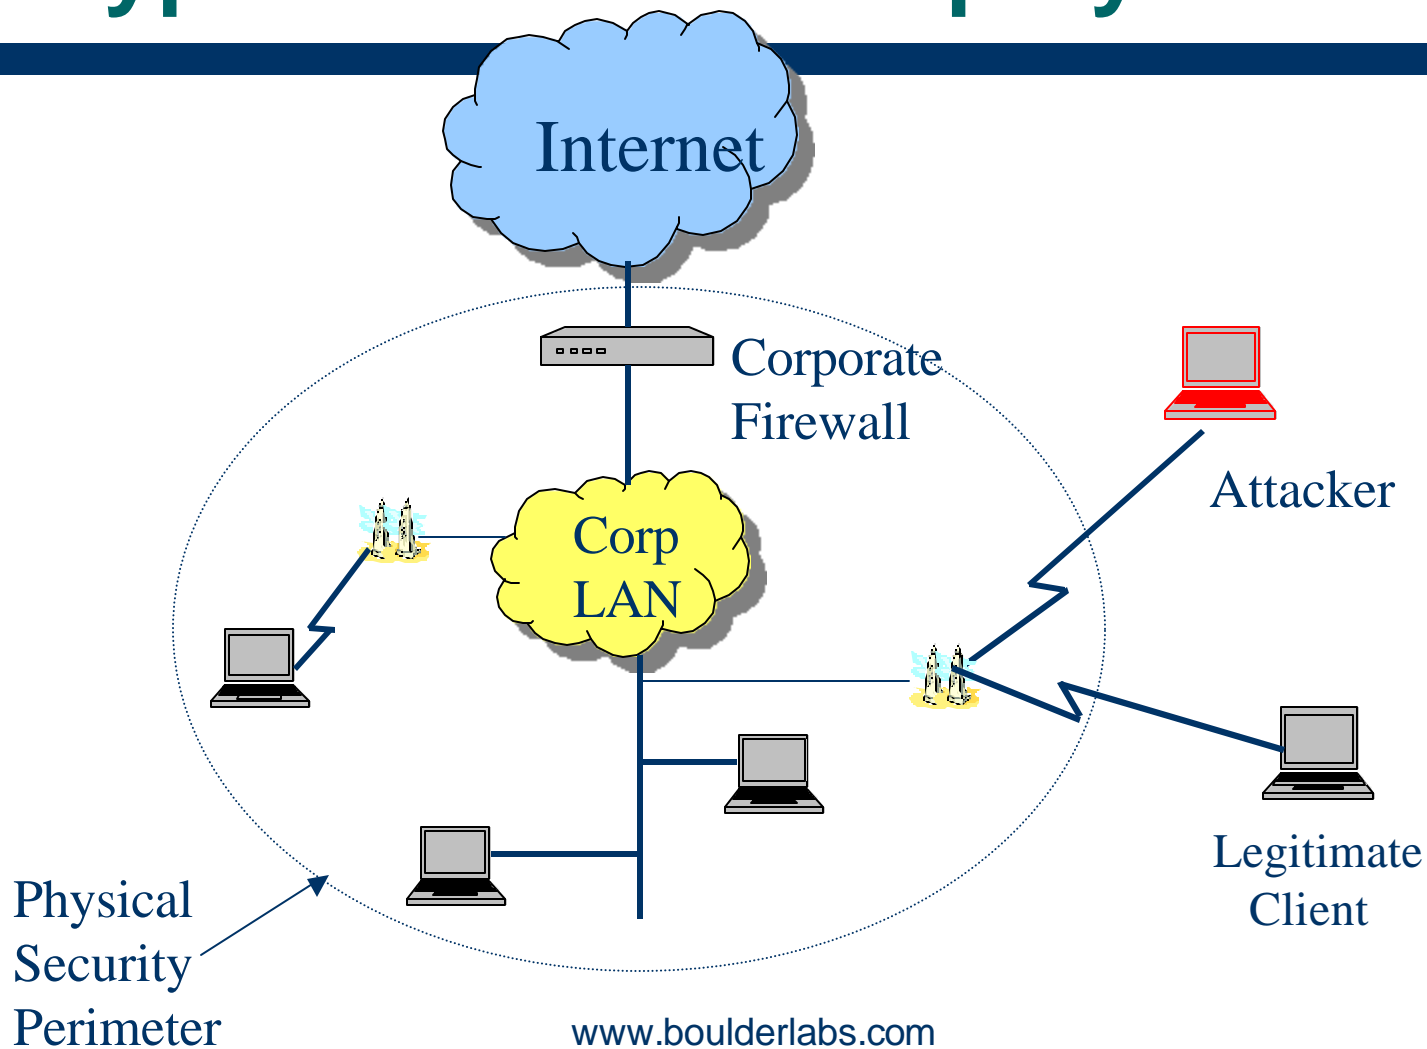 Internet
Corporate
Firewall
Attacker
Corp
LAN
Legitimate
Client
Physical
Security
Perimeter
www.boulderlabs.com